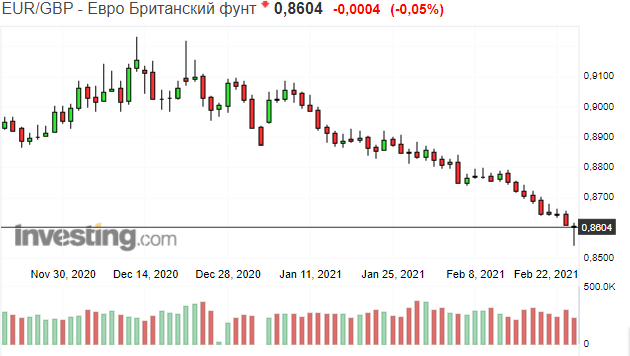 EUR/GBP - Евро Британский фунт 0,8604 -0,0004 (-0,05%)
0,9100
0,9000
0,8900
0,8800
0,8700
0,8604
0,8500
Investing.com
Nov 30, 2020 Dec 14, 2020 Dec 28, 2020 Jan 11, 2021 Jan 25, 2021 Feb 8, 2021 Feb 22, 2021
500.0K
0.0